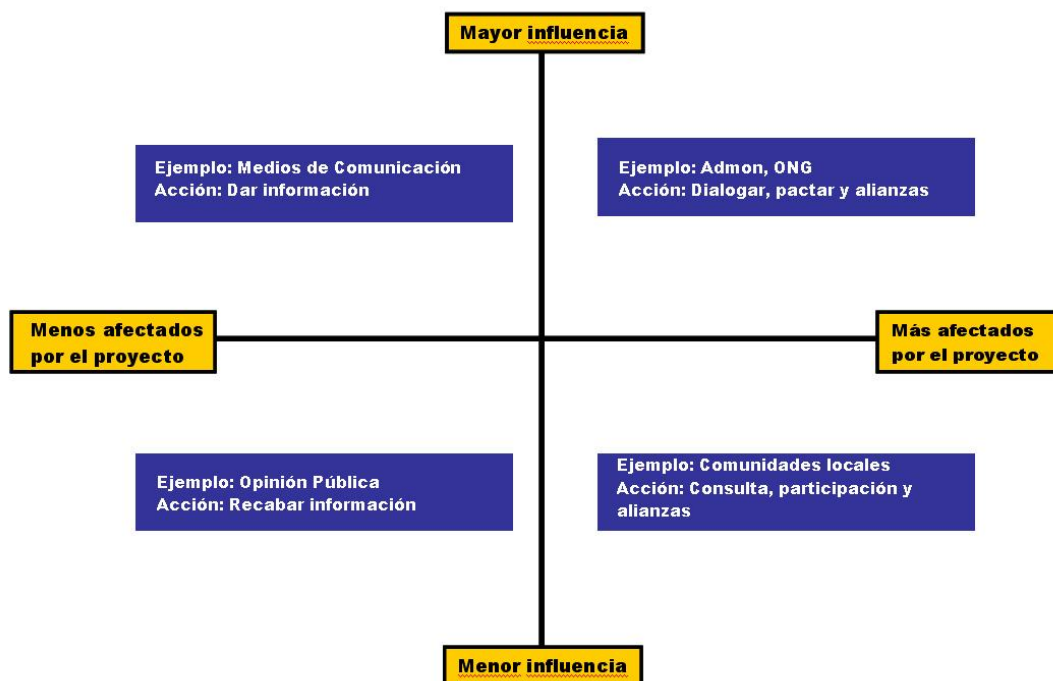 Mayor influencia
Ejemplo: Medios de Comunicación
Acción: Dar información
Ejemplo: Admon, ONG
Acción: Dialogar, pactar y alianzas
Menos afectados
por el proyecto
Más afectados
por el proyecto
Ejemplo: Opinión Pública
Acción: Recabar información
Ejemplo: Comunidades locales
Acción: Consulta, participación y
alianzas
Menor influencia